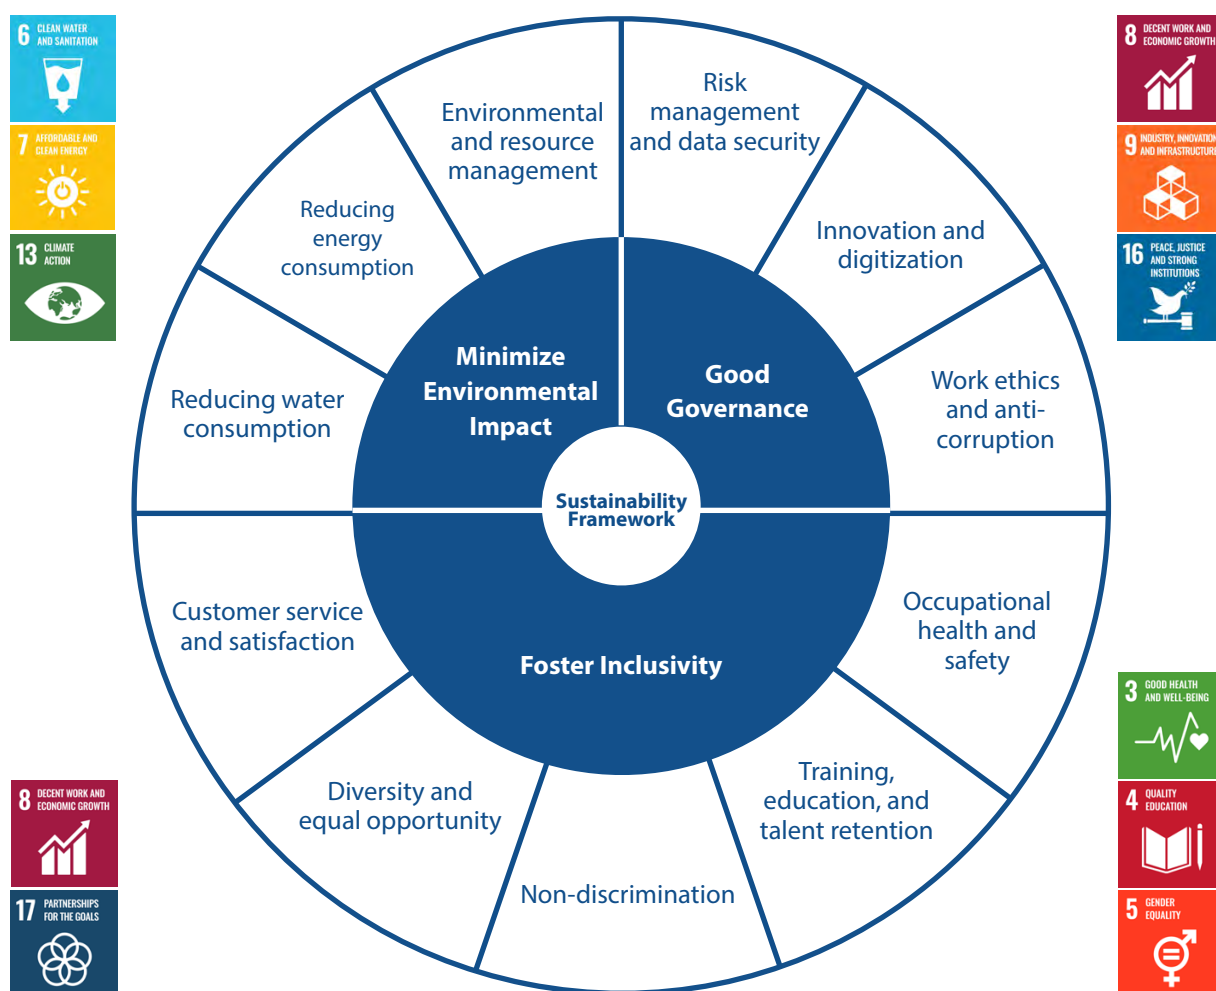 6 CLEAN WATER
AND SANITATION
7 AFFORDABLE AND
CLEAN ENERGY
13 CLIMATE
ACTION
8 DECENT WORK AND
ECONOMIC GROWTH
9 INDUSTRY, INNOVATION
AND INFRASTRUCTURE
16 PEACE, JUSTICE
AND STRONG
INSTITUTIONS
Environmental
and resource
management
Risk
management
and data security
Reducing
energy
consumption
Innovation and
digitization
Reducing water
consumption
Work ethics
and anti-
corruption
Minimize
Environmental
Impact
Good
Governance
Sustainability
Framework
Foster Inclusivity
Customer service
and satisfaction
Occupational
health and
safety
Diversity and
equal opportunity
Training,
education, and
talent retention
Non-discrimination
8 DECENT WORK AND
ECONOMIC GROWTH
17 PARTNERSHIPS
FOR THE GOALS
3 GOOD HEALTH
AND WELL-BEING
4 QUALITY
EDUCATION
5 GENDER
EQUALITY